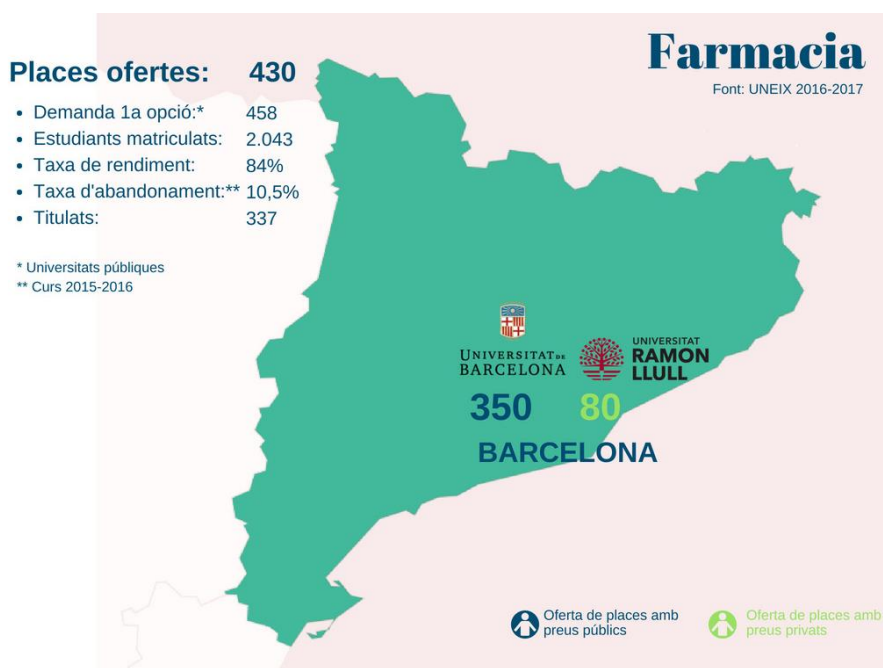 Farmacia
Font: UNEIX 2016-2017
Places ofertes: 430
• Demanda 1a opció:* 458
• Estudiants matriculats: 2.043
• Taxa de rendiment: 84%
• Taxa d'abandonament:** 10,5%
• Titulats: 337
* Universitats públiques
** Curs 2015-2016
UNIVERSITAT DE
BARCELONA
UNIVERSITAT
RAMON
LLULL
350 80
BARCELONA
Oferta de places amb
preus públics
Oferta de places amb
preus privats